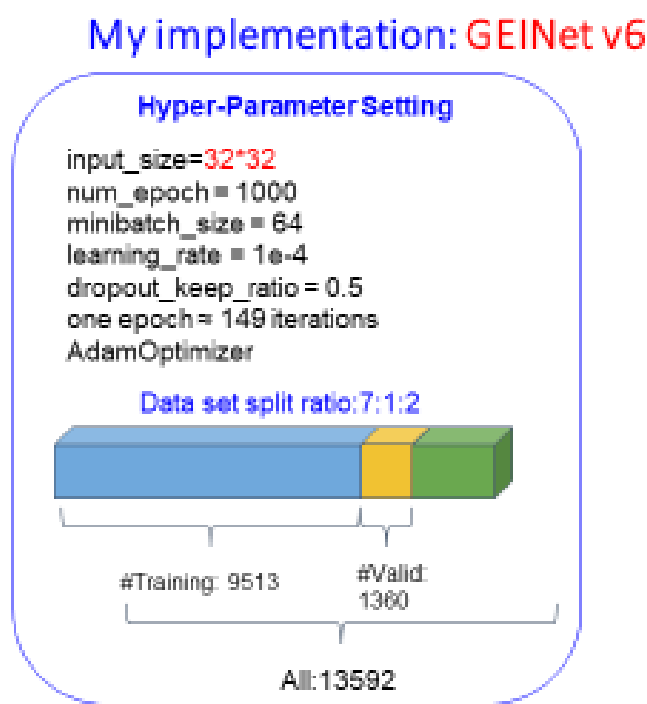 My implementation: GEINet v6
Hyper-Parameter Setting
input_size=32*32
num_epoch = 1000
minibatch_size = 64
learning_rate = 1e-4
dropout_keep_ratio = 0.5
one epoch ≈ 149 iterations
AdamOptimizer
Data set split ratio:7:1:2
#Training: 9513
#Valid:
1360
All:13592